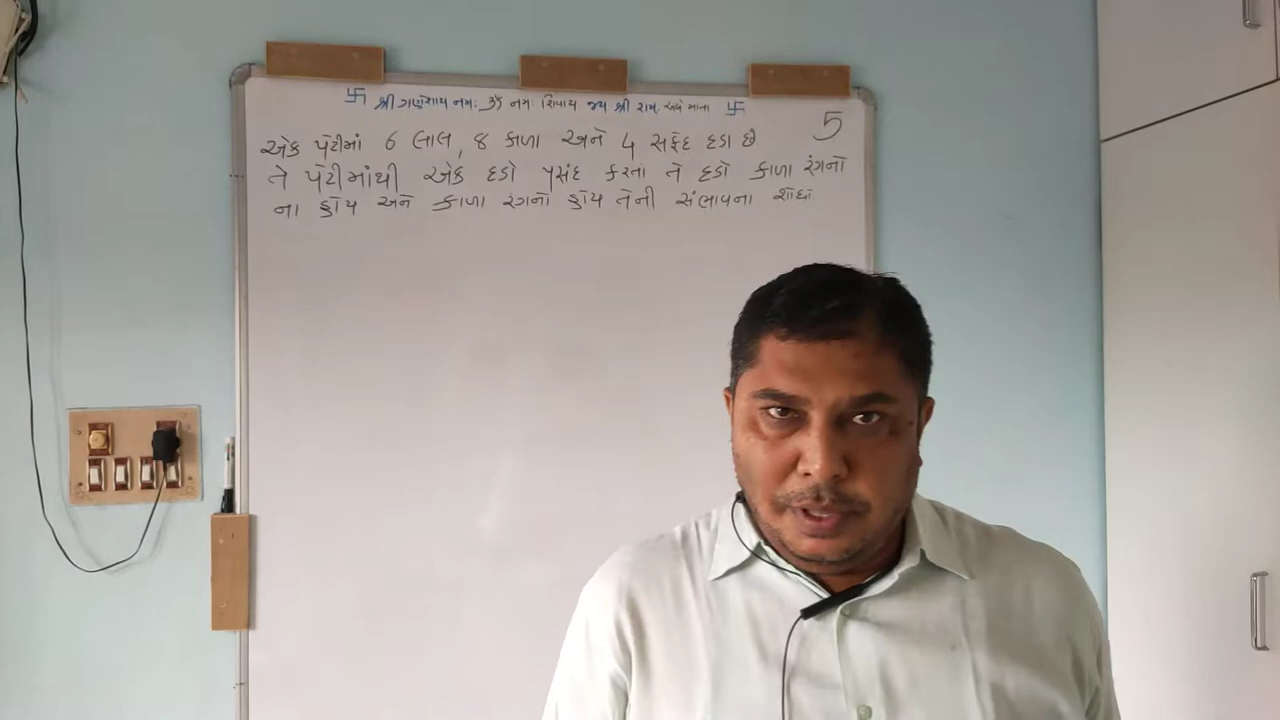 卐 શ્રી ગણેશાય નમઃ ૐ નમઃ શિવાય જય શ્રી રામ. અંબે માતા 卐
5
એક પેટીમાં 6 લાલ, 8 કાળા અને 4 સફેદ દડા છે
તે પેટીમાંથી એક દડો પસંદ કરતા તે દડો કાળા રંગનો
ના હોય અને કાળા રંગનો હોય તેની સંભાવના શોધો